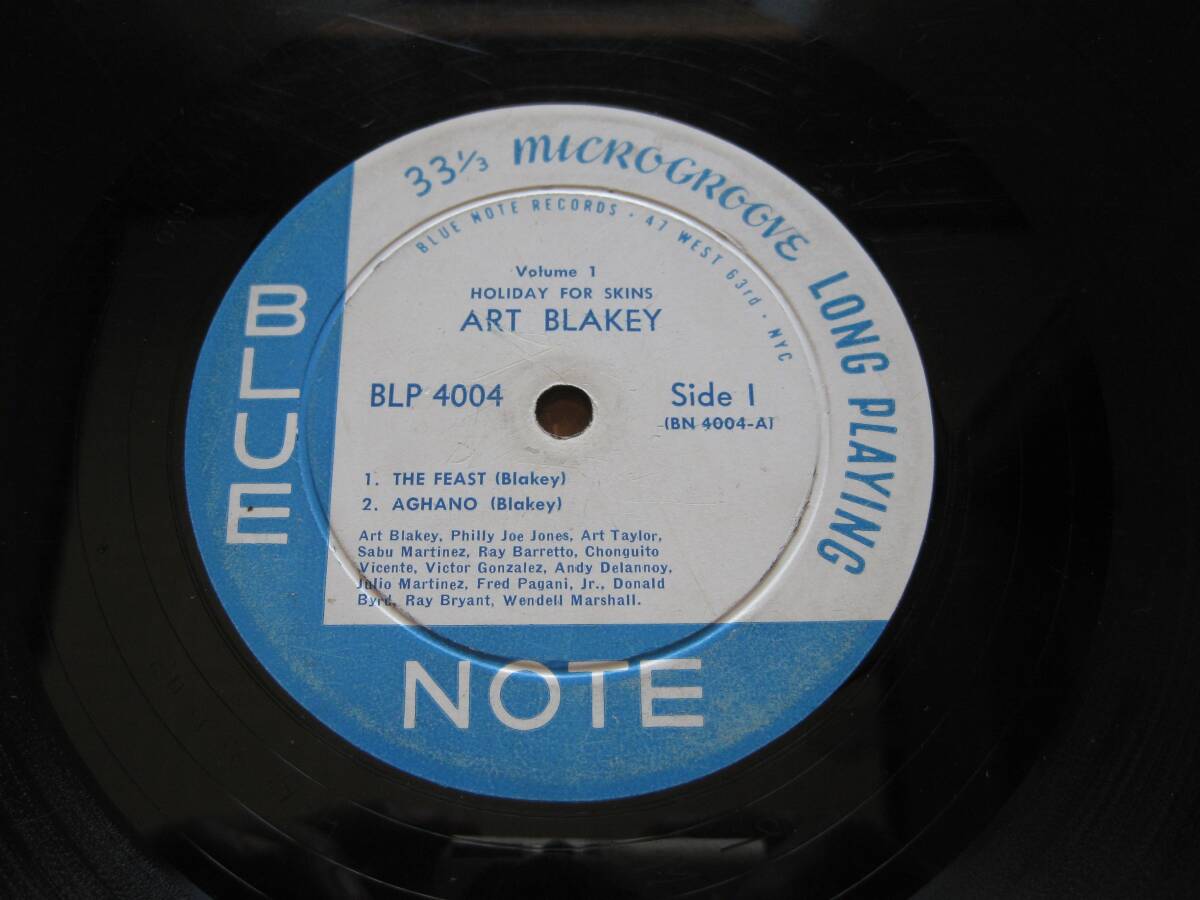 33⅓ MICROGROOVE LONG PLAYING
BLUE NOTE RECORDS · 47 WEST 63rd · NYC
Volume 1
HOLIDAY FOR SKINS
ART BLAKEY
BLP 4004
Side 1
(BN 4004-A)
1. THE FEAST (Blakey)
2. AGHANO (Blakey)
Art Blakey, Philly Joe Jones, Art Taylor,
Sabu Martinez, Ray Barretto, Chonguito
Vicente, Victor Gonzalez, Andy Delannoy,
Julio Martinez, Fred Pagani, Jr., Donald
Byrd, Ray Bryant, Wendell Marshall.
BLUE
NOTE